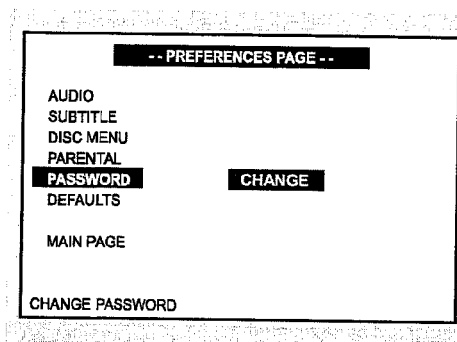 -- PREFERENCES PAGE --
AUDIO
SUBTITLE
DISC MENU
PARENTAL
PASSWORD CHANGE
DEFAULTS
MAIN PAGE
CHANGE PASSWORD